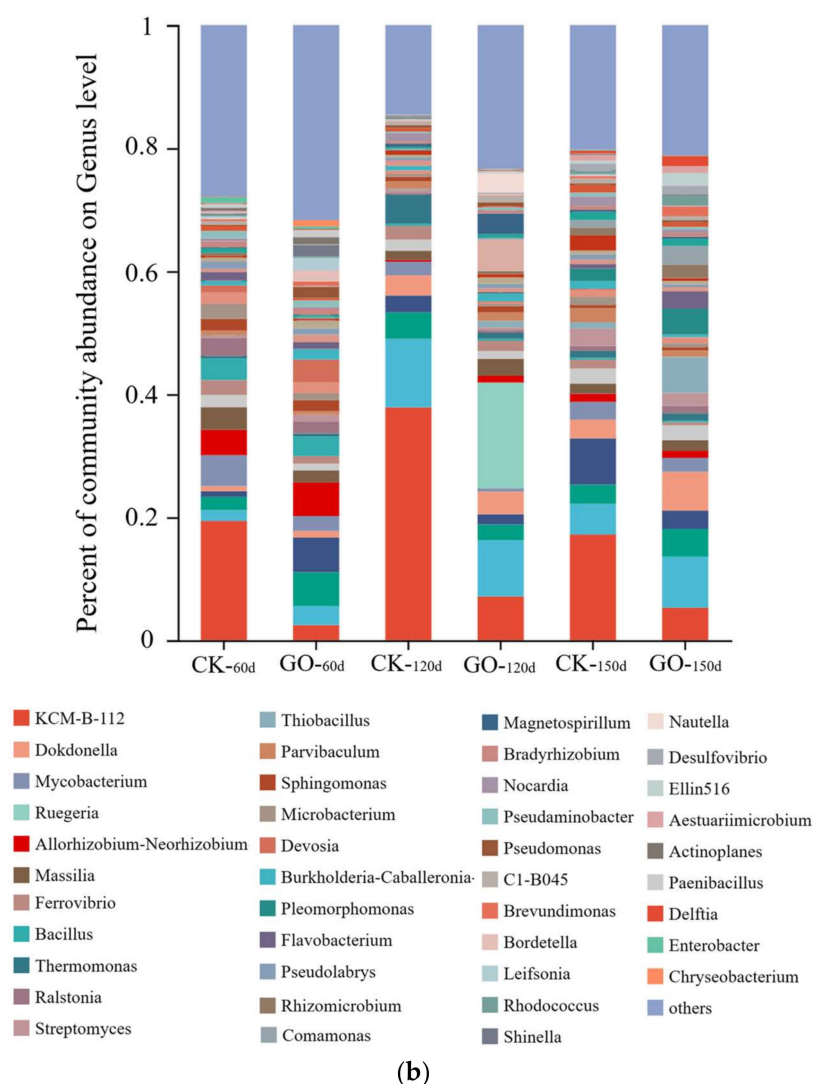 Percent of community abundance on Genus level
1
0.8
0.6
0.4
0.2
0
CK-60d GO-60d CK-120d GO-120d CK-150d GO-150d
KCM-B-112
Dokdonella
Mycobacterium
Ruegeria
Allorhizobium-Neorhizobium
Massilia
Ferrovibrio
Bacillus
Thermomonas
Ralstonia
Streptomyces
Thiobacillus
Parvibaculum
Sphingomonas
Microbacterium
Devosia
Burkholderia-Caballeronia-
Pleomorphomonas
Flavobacterium
Pseudolabrys
Rhizomicrobium
Comamonas
Magnetospirillum
Bradyrhizobium
Nocardia
Pseudaminobacter
Pseudomonas
C1-B045
Brevundimonas
Bordetella
Leifsonia
Rhodococcus
Shinella
Nautella
Desulfovibrio
Ellin516
Aestuariimicrobium
Actinoplanes
Paenibacillus
Delftia
Enterobacter
Chryseobacterium
others
(b)